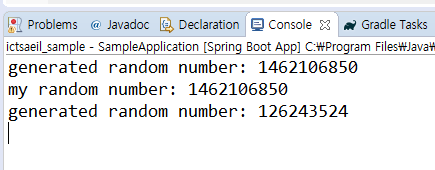 Problems @ Javadoc Declaration Console Gradle Tasks
ictsaeil_sample - SampleApplication [Spring Boot App] C:₩Program Files₩Java₩
generated random number: 1462106850
my random number: 1462106850
generated random number: 126243524